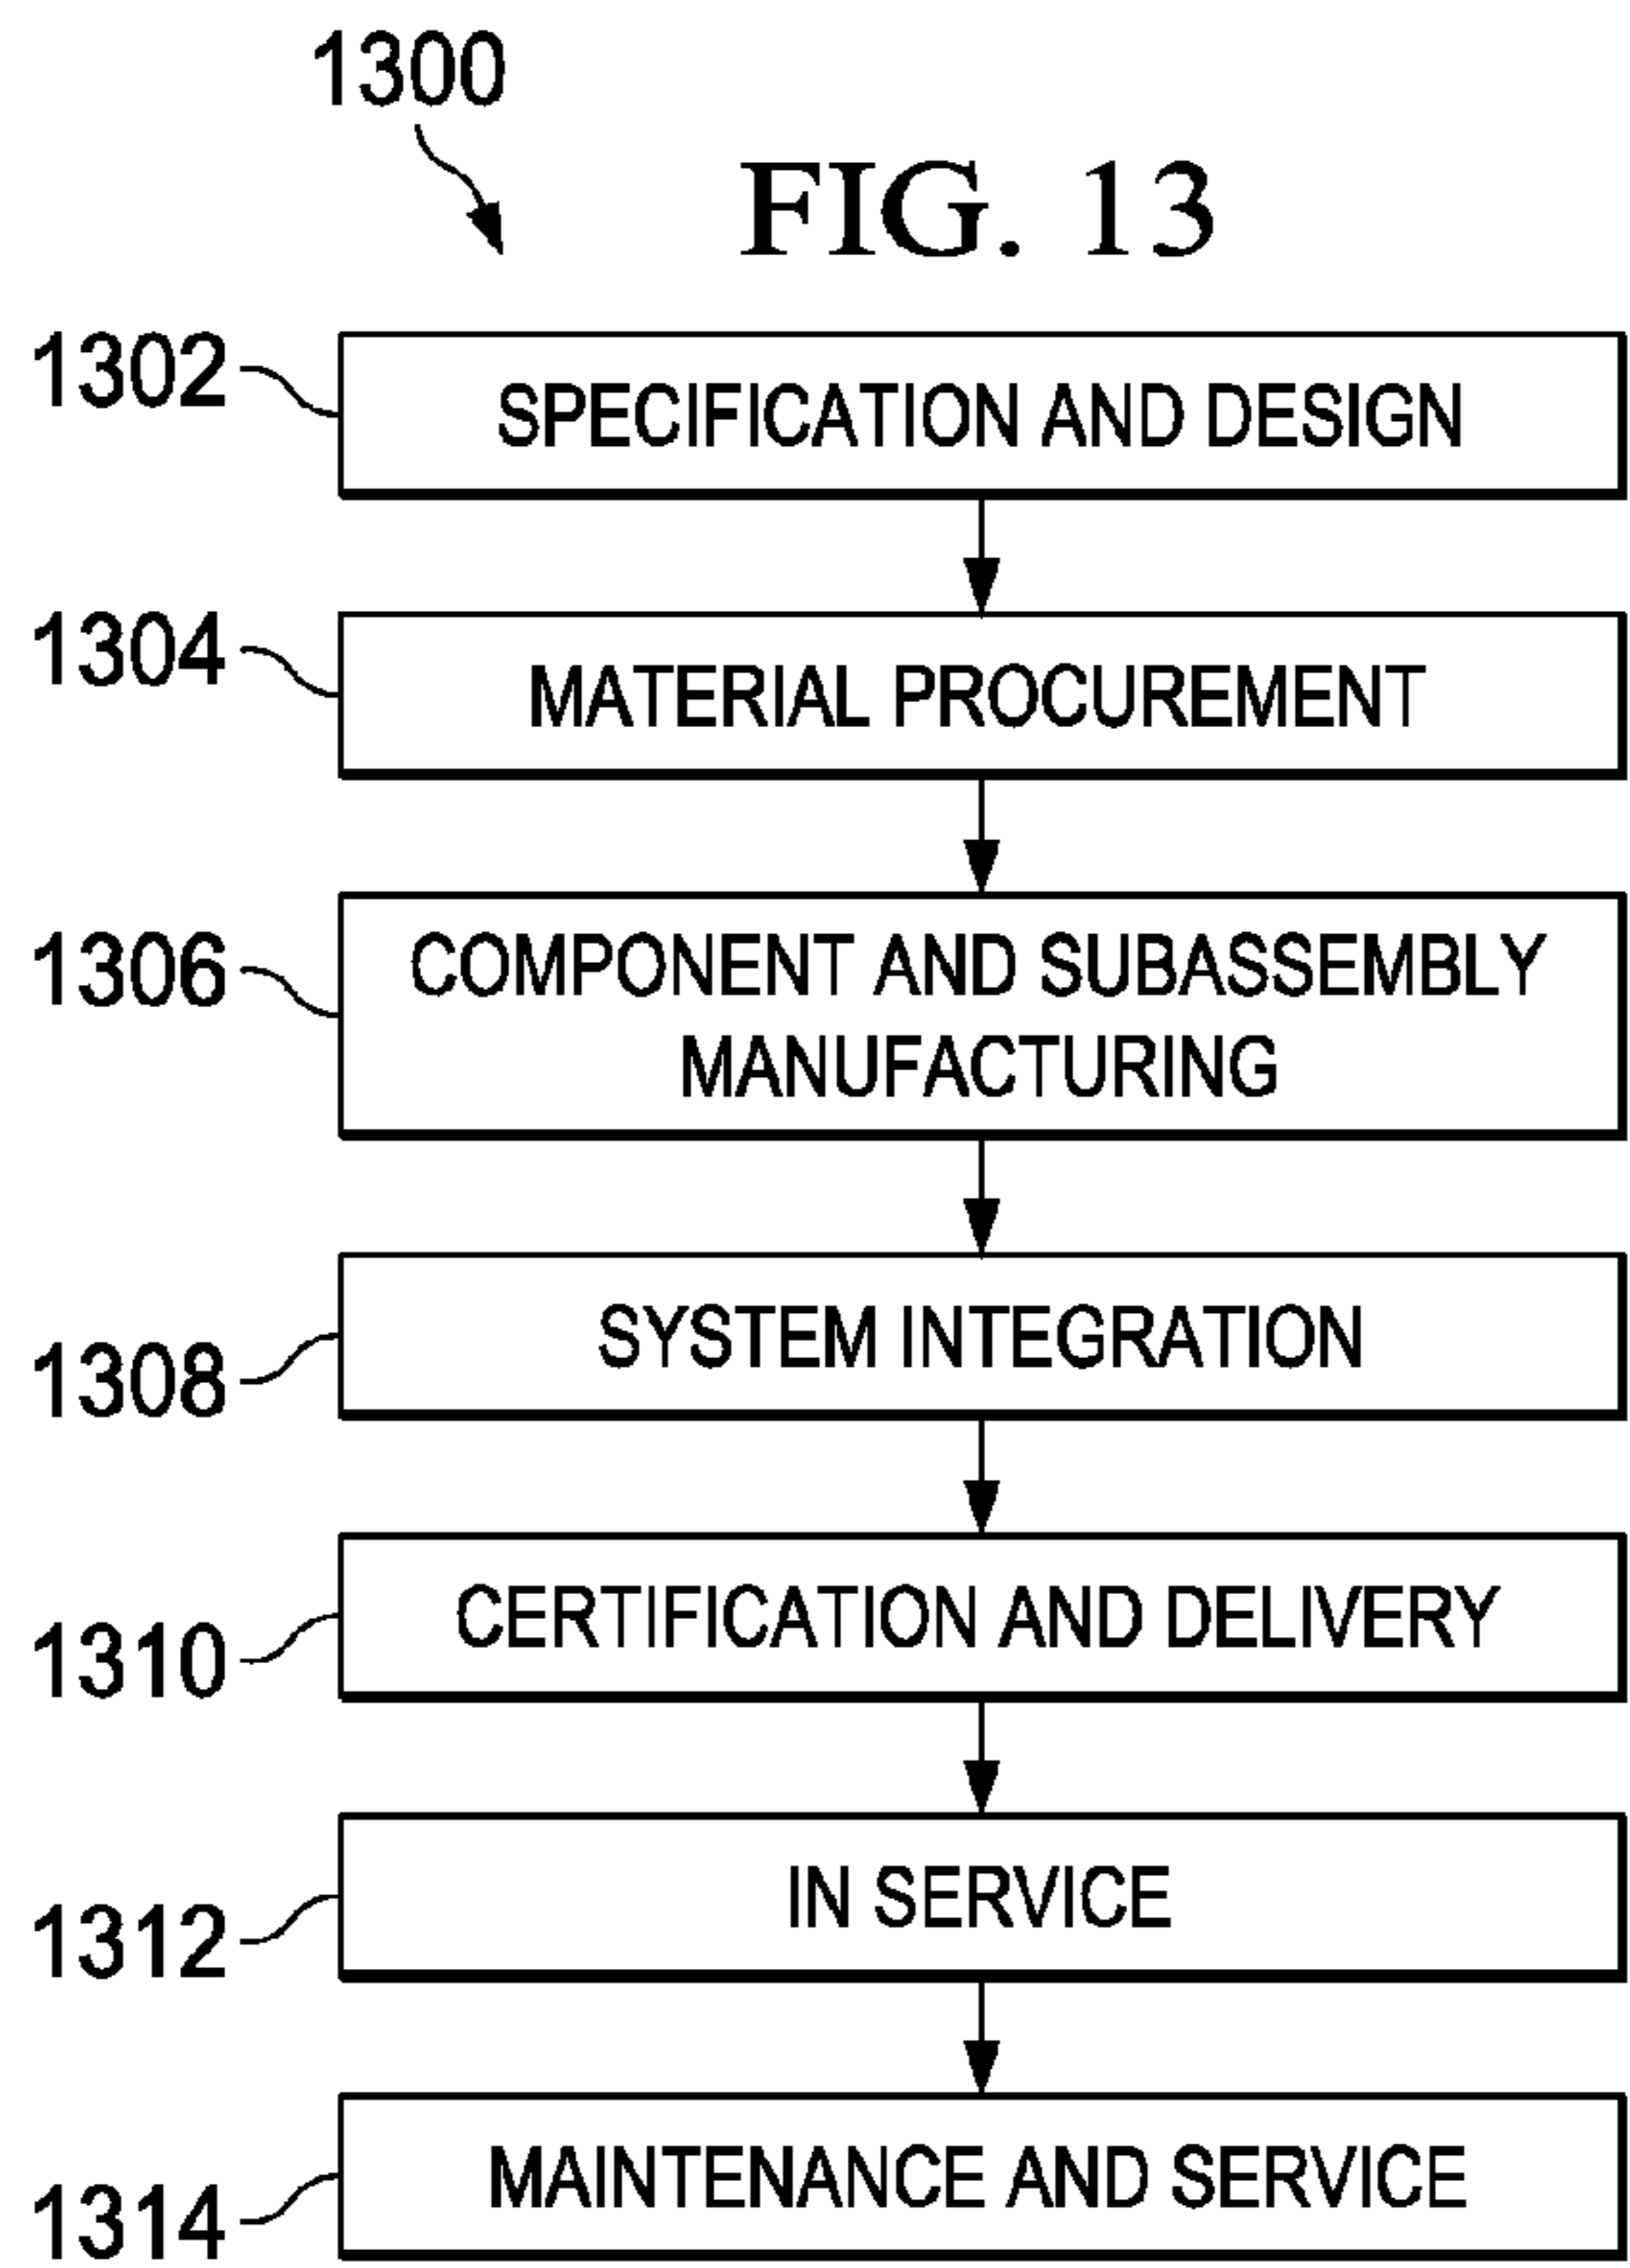 1300
FIG. 13
1302
SPECIFICATION AND DESIGN
1304
MATERIAL PROCUREMENT
1306
COMPONENT AND SUBASSEMBLY
MANUFACTURING
1308
SYSTEM INTEGRATION
1310
CERTIFICATION AND DELIVERY
1312
IN SERVICE
1314
MAINTENANCE AND SERVICE